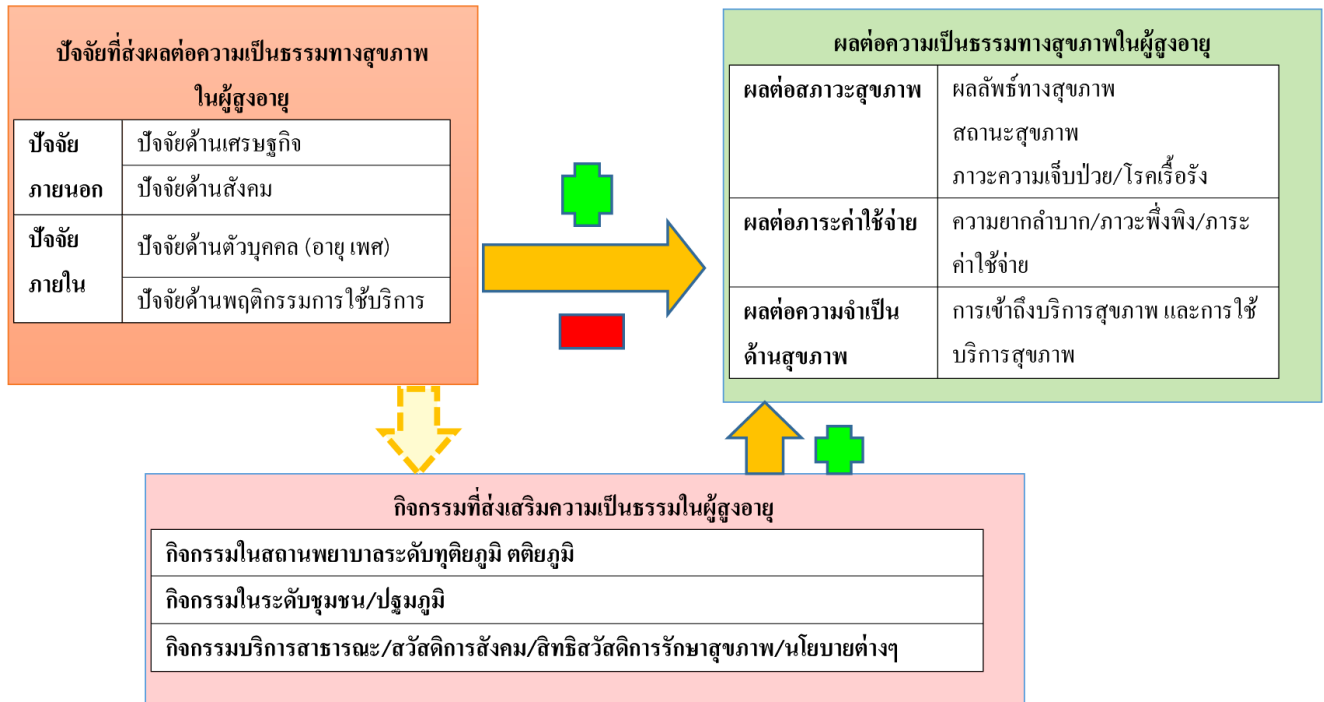 ปัจจัยที่ส่งผลต่อความเป็นธรรมทางสุขภาพ
ในผู้สูงอายุ
ปัจจัย
ภายนอก
ปัจจัยด้านเศรษฐกิจ
ปัจจัยด้านสังคม
ปัจจัย
ภายใน
ปัจจัยด้านตัวบุคคล (อายุ เพศ)
ปัจจัยด้านพฤติกรรมการใช้บริการ
ผลต่อความเป็นธรรมทางสุขภาพในผู้สูงอายุ
ผลต่อสภาวะสุขภาพ
ผลลัพธ์ทางสุขภาพ
สถานะสุขภาพ
ภาวะความเจ็บป่วย/โรคเรื้อรัง
ผลต่อภาระค่าใช้จ่าย
ความยากลำบาก/ภาวะพึ่งพิง/ภาระ
ค่าใช้จ่าย
ผลต่อความจำเป็น
ด้านสุขภาพ
การเข้าถึงบริการสุขภาพ และการใช้
บริการสุขภาพ
กิจกรรมที่ส่งเสริมความเป็นธรรมในผู้สูงอายุ
กิจกรรมในสถานพยาบาลระดับทุติยภูมิ ตติยภูมิ
กิจกรรมในระดับชุมชน/ปฐมภูมิ
กิจกรรมบริการสาธารณะ/สวัสดิการสังคม/สิทธิสวัสดิการรักษาสุขภาพ/นโยบายต่างๆ